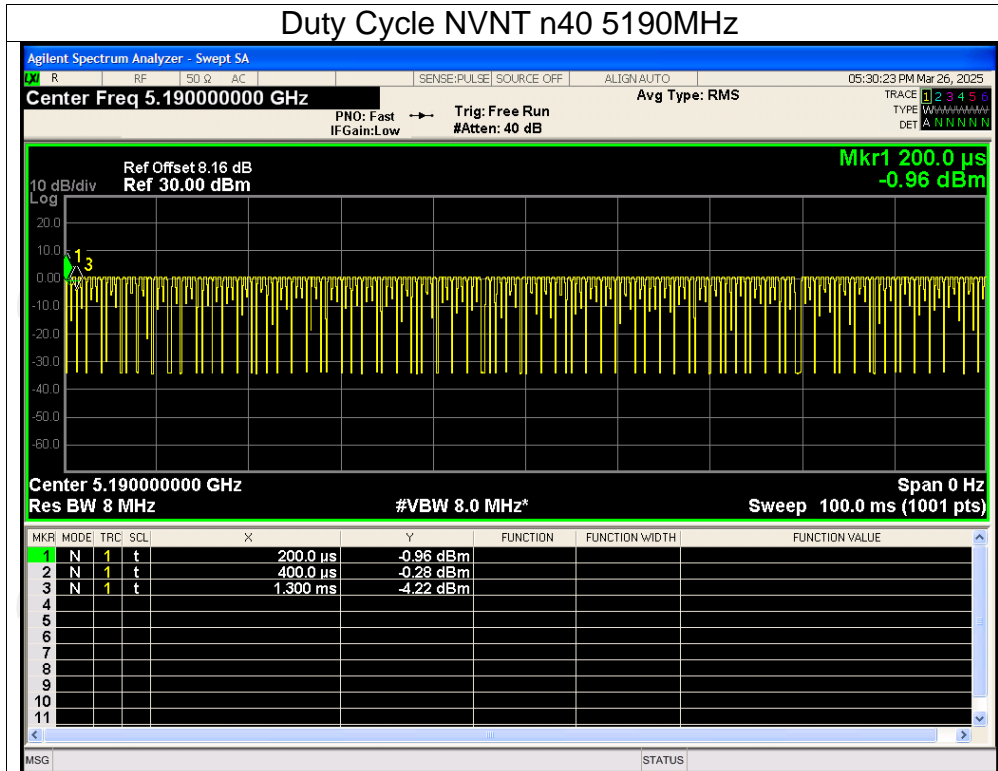 Duty Cycle NVNT n40 5190MHz
Agilent Spectrum Analyzer - Swept SA
LXI R RF 50 Ω AC SENSE:PULSE SOURCE OFF ALIGN AUTO 05:30:23 PM Mar 26, 2025
Center Freq 5.190000000 GHz Avg Type: RMS TRACE 1 2 3 4 5 6
PNO: Fast Trig: Free Run TYPE WWWWWW
IFGain:Low #Atten: 40 dB DET A N N N N N
Mkr1 200.0 µs
Ref Offset 8.16 dB -0.96 dBm
10 dB/div Ref 30.00 dBm
Log
20.0
10.0
1
3
0.00
-10.0
-20.0
-30.0
-40.0
-50.0
-60.0
Center 5.190000000 GHz Span 0 Hz
Res BW 8 MHz #VBW 8.0 MHz* Sweep 100.0 ms (1001 pts)
MKR MODE TRC SCL X Y FUNCTION FUNCTION WIDTH FUNCTION VALUE
1 N 1 t 200.0 µs -0.96 dBm
2 N 1 t 400.0 µs -0.28 dBm
3 N 1 t 1.300 ms -4.22 dBm
4
5
6
7
8
9
10
11
MSG STATUS